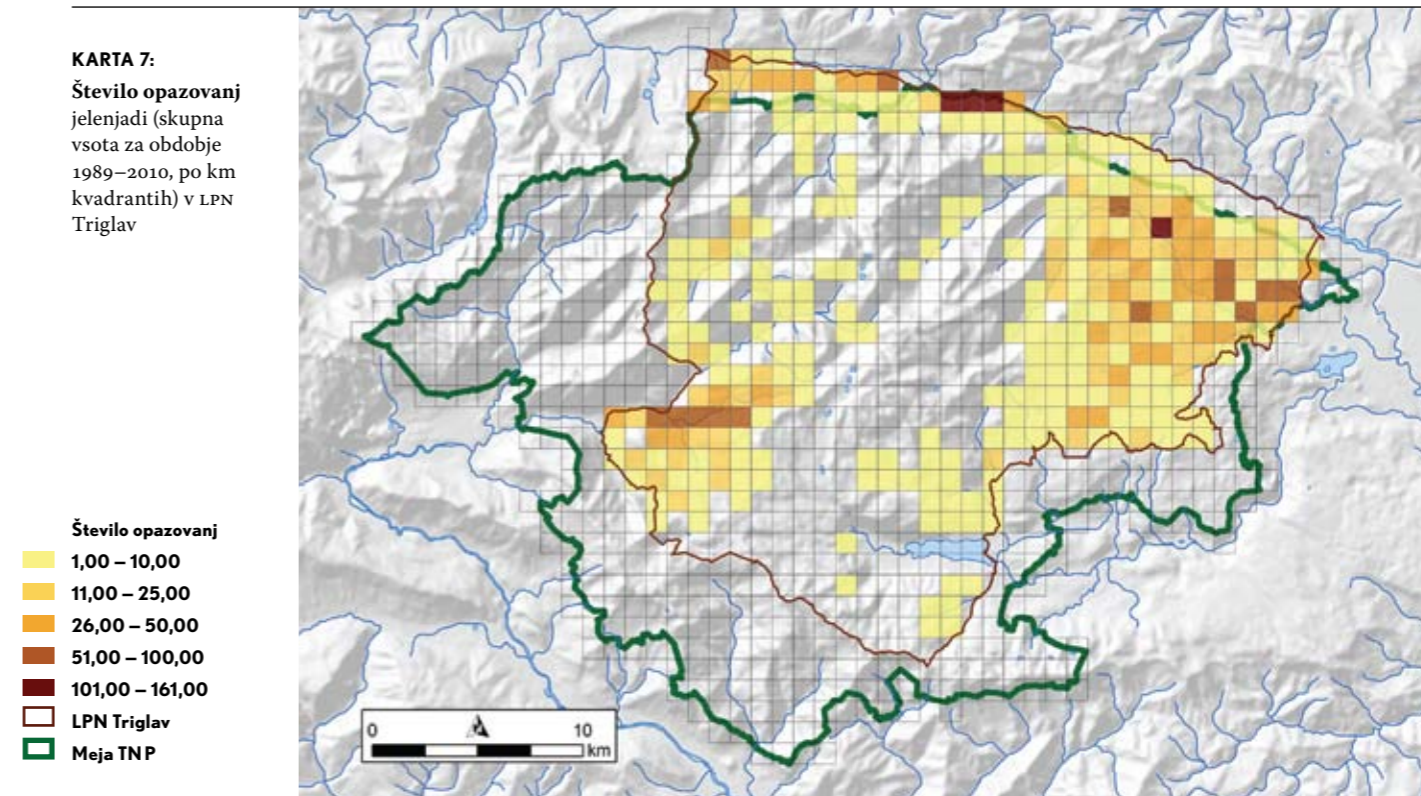 KARTA 7:
Število opazovanj
jelenjadi (skupna
vsota za obdobje
1989–2010, po km
kvadrantih) v LPN
Triglav
Število opazovanj
1,00 – 10,00
11,00 – 25,00
26,00 – 50,00
51,00 – 100,00
101,00 – 161,00
LPN Triglav
Meja TNP
0 10
km